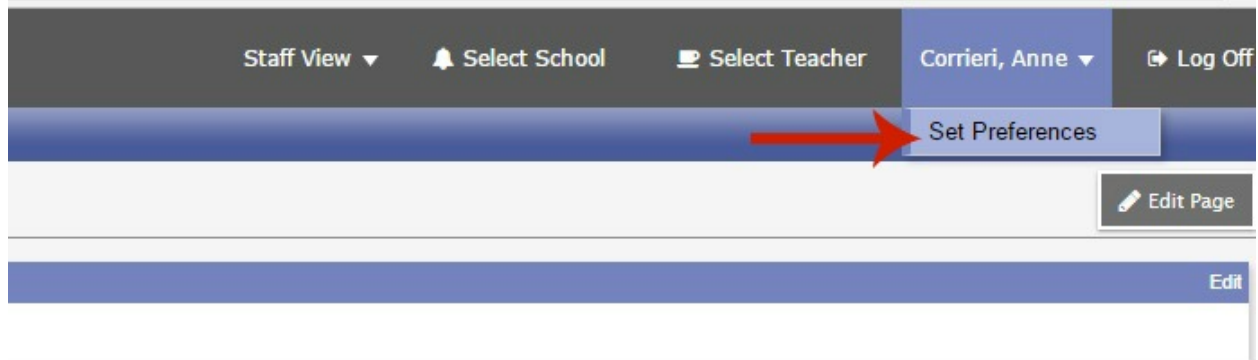 Staff View Select School Select Teacher Corrieri, Anne Log Off
Set Preferences
Edit Page
Edit